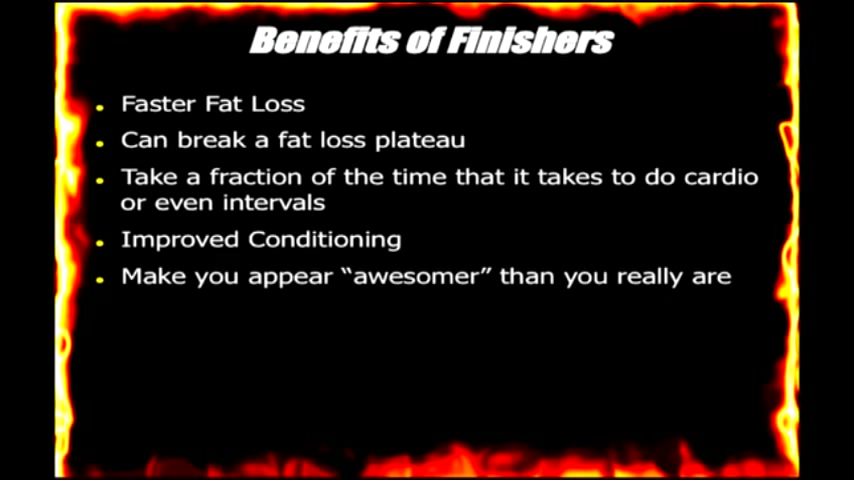 Benefits of Finishers
• Faster Fat Loss
• Can break a fat loss plateau
• Take a fraction of the time that it takes to do cardio
or even intervals
• Improved Conditioning
• Make you appear “awesomer” than you really are